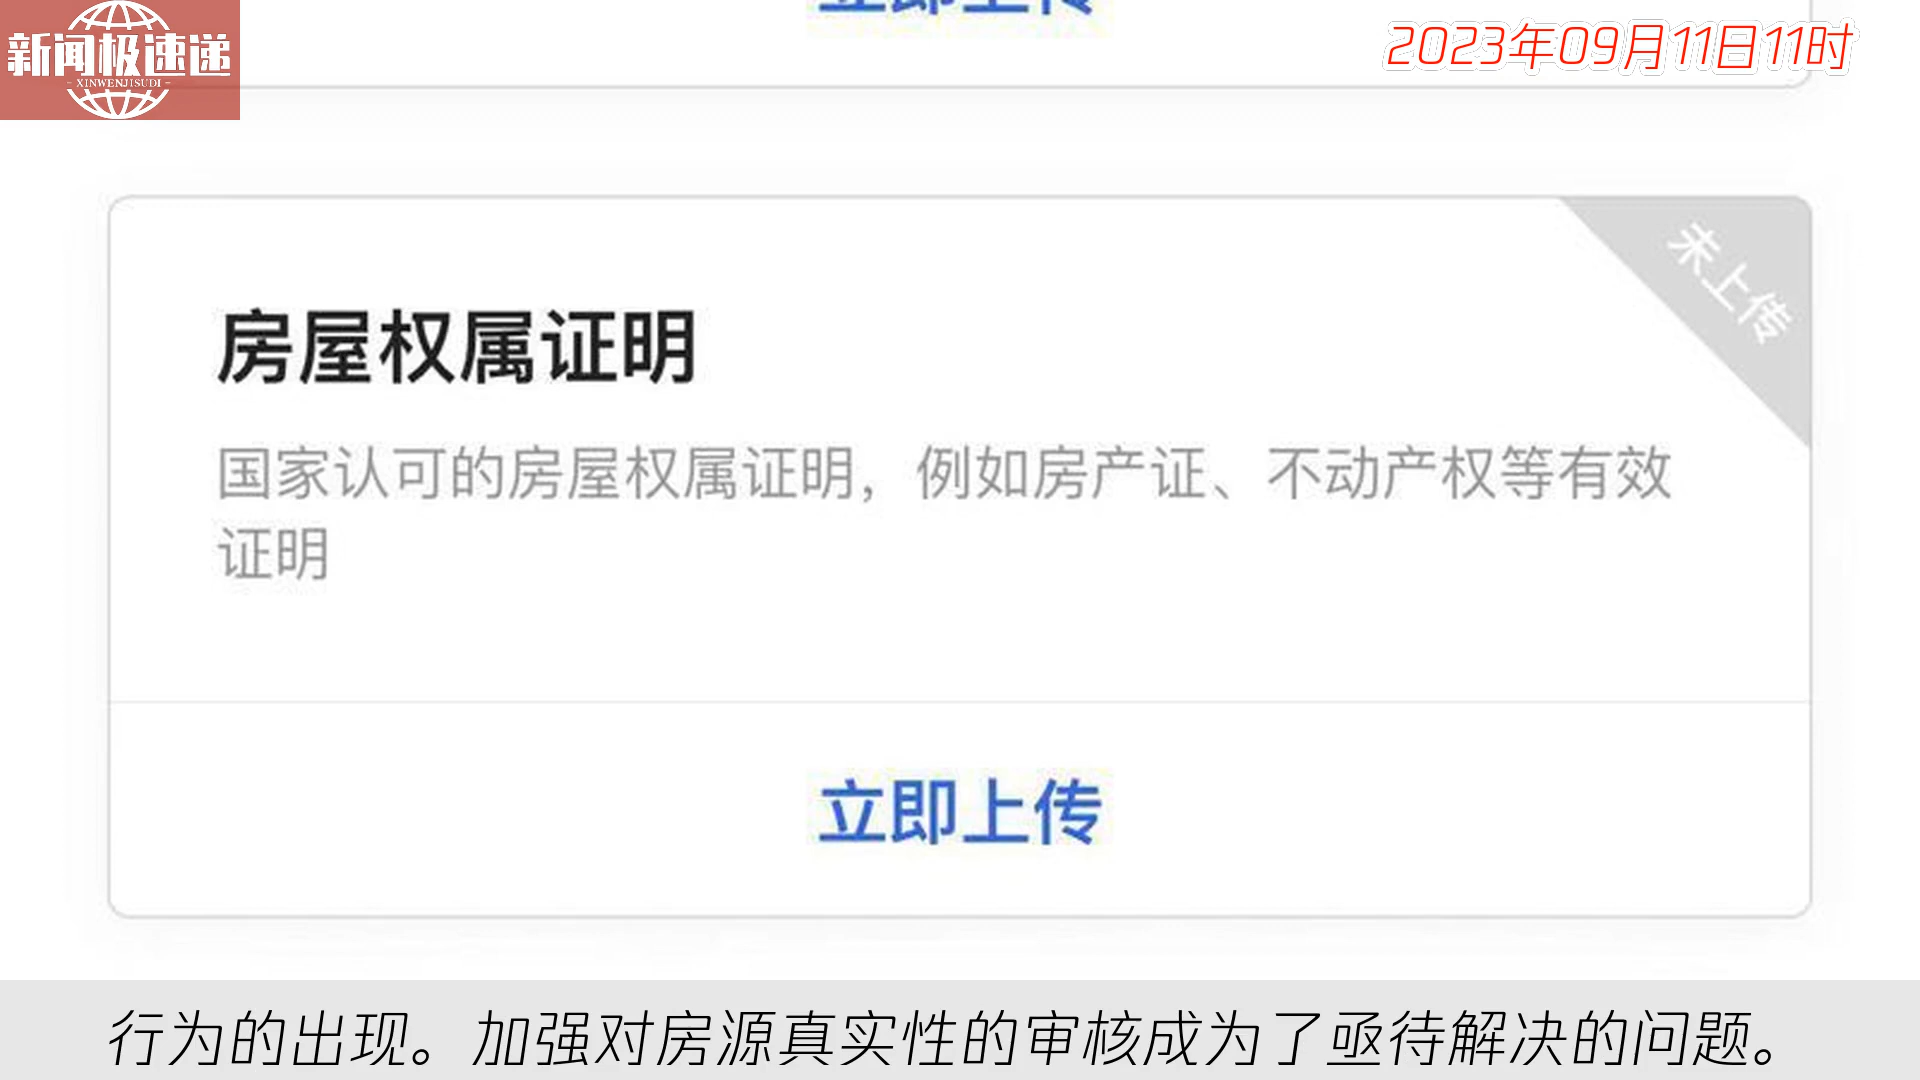 立即上传
新闻极速递
XINWENJISUDI
2023年09月11日11时
未上传
房屋权属证明
国家认可的房屋权属证明，例如房产证、不动产权等有效
证明
立即上传
行为的出现。加强对房源真实性的审核成为了亟待解决的问题。